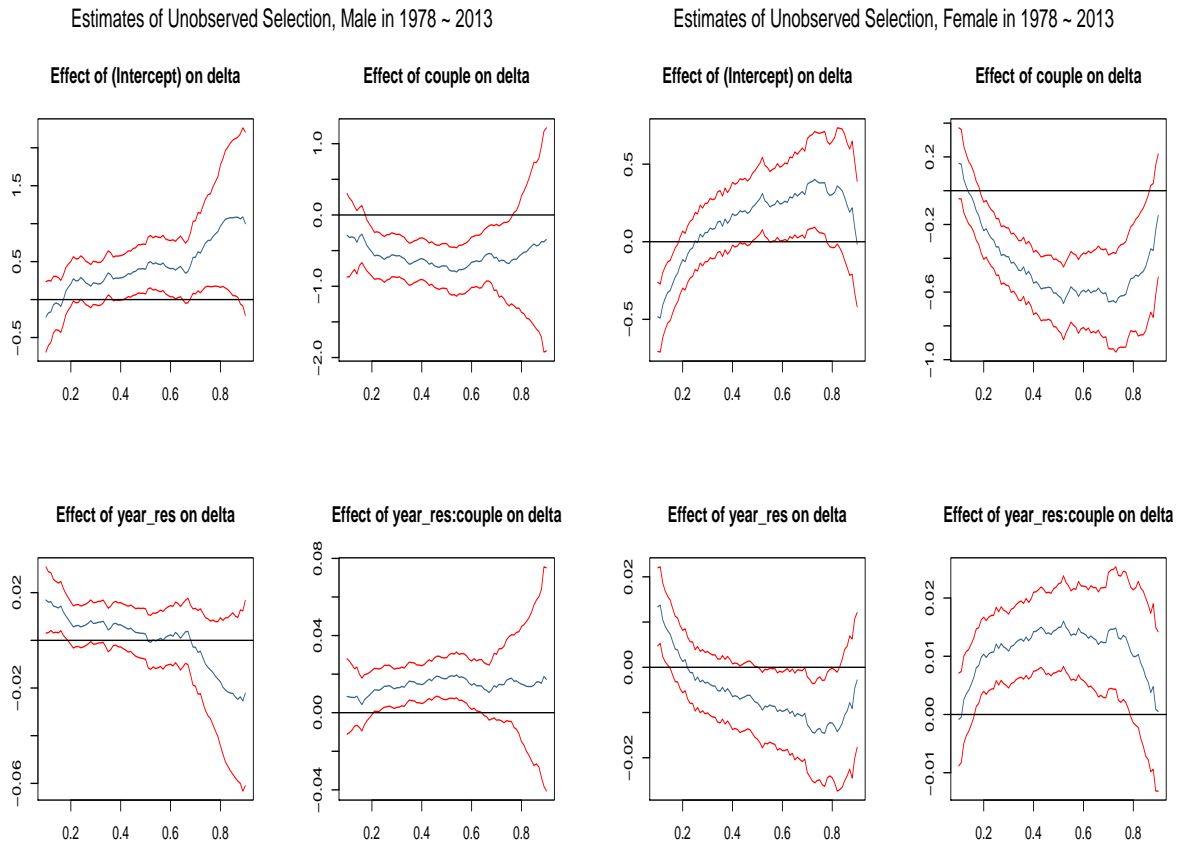 Estimates of Unobserved Selection, Male in 1978 ~ 2013
Estimates of Unobserved Selection, Female in 1978 ~ 2013
Effect of (Intercept) on delta
−0.5 0.5 1.5
0.2 0.4 0.6 0.8
Effect of couple on delta
−2.0 −1.0 0.0 1.0
0.2 0.4 0.6 0.8
Effect of (Intercept) on delta
−0.5 0.0 0.5
0.2 0.4 0.6 0.8
Effect of couple on delta
−1.0 −0.6 −0.2 0.2
0.2 0.4 0.6 0.8
Effect of year_res on delta
−0.06 −0.02 0.02
0.2 0.4 0.6 0.8
Effect of year_res:couple on delta
−0.04 0.00 0.04 0.08
0.2 0.4 0.6 0.8
Effect of year_res on delta
−0.02 0.00 0.02
0.2 0.4 0.6 0.8
Effect of year_res:couple on delta
−0.01 0.00 0.01 0.02
0.2 0.4 0.6 0.8